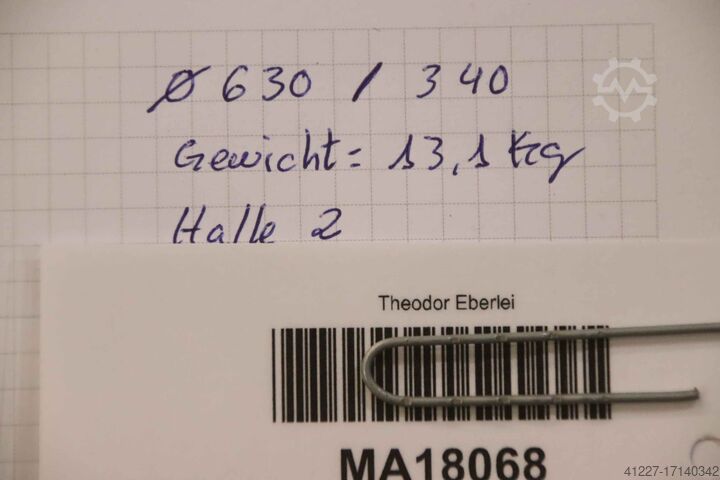 ⌀ 630 / 340
Gewicht = 13,1 kg
Halle 2
Theodor Eberlei
MA18068
41227-17140342